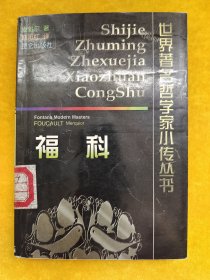 Shijie
Zhuming
Zhexuejia
Xiaozhuan
CongShu
世界著名哲学家小传丛书
Fontana Modern Masters
FOUCAULT Merquior
福科